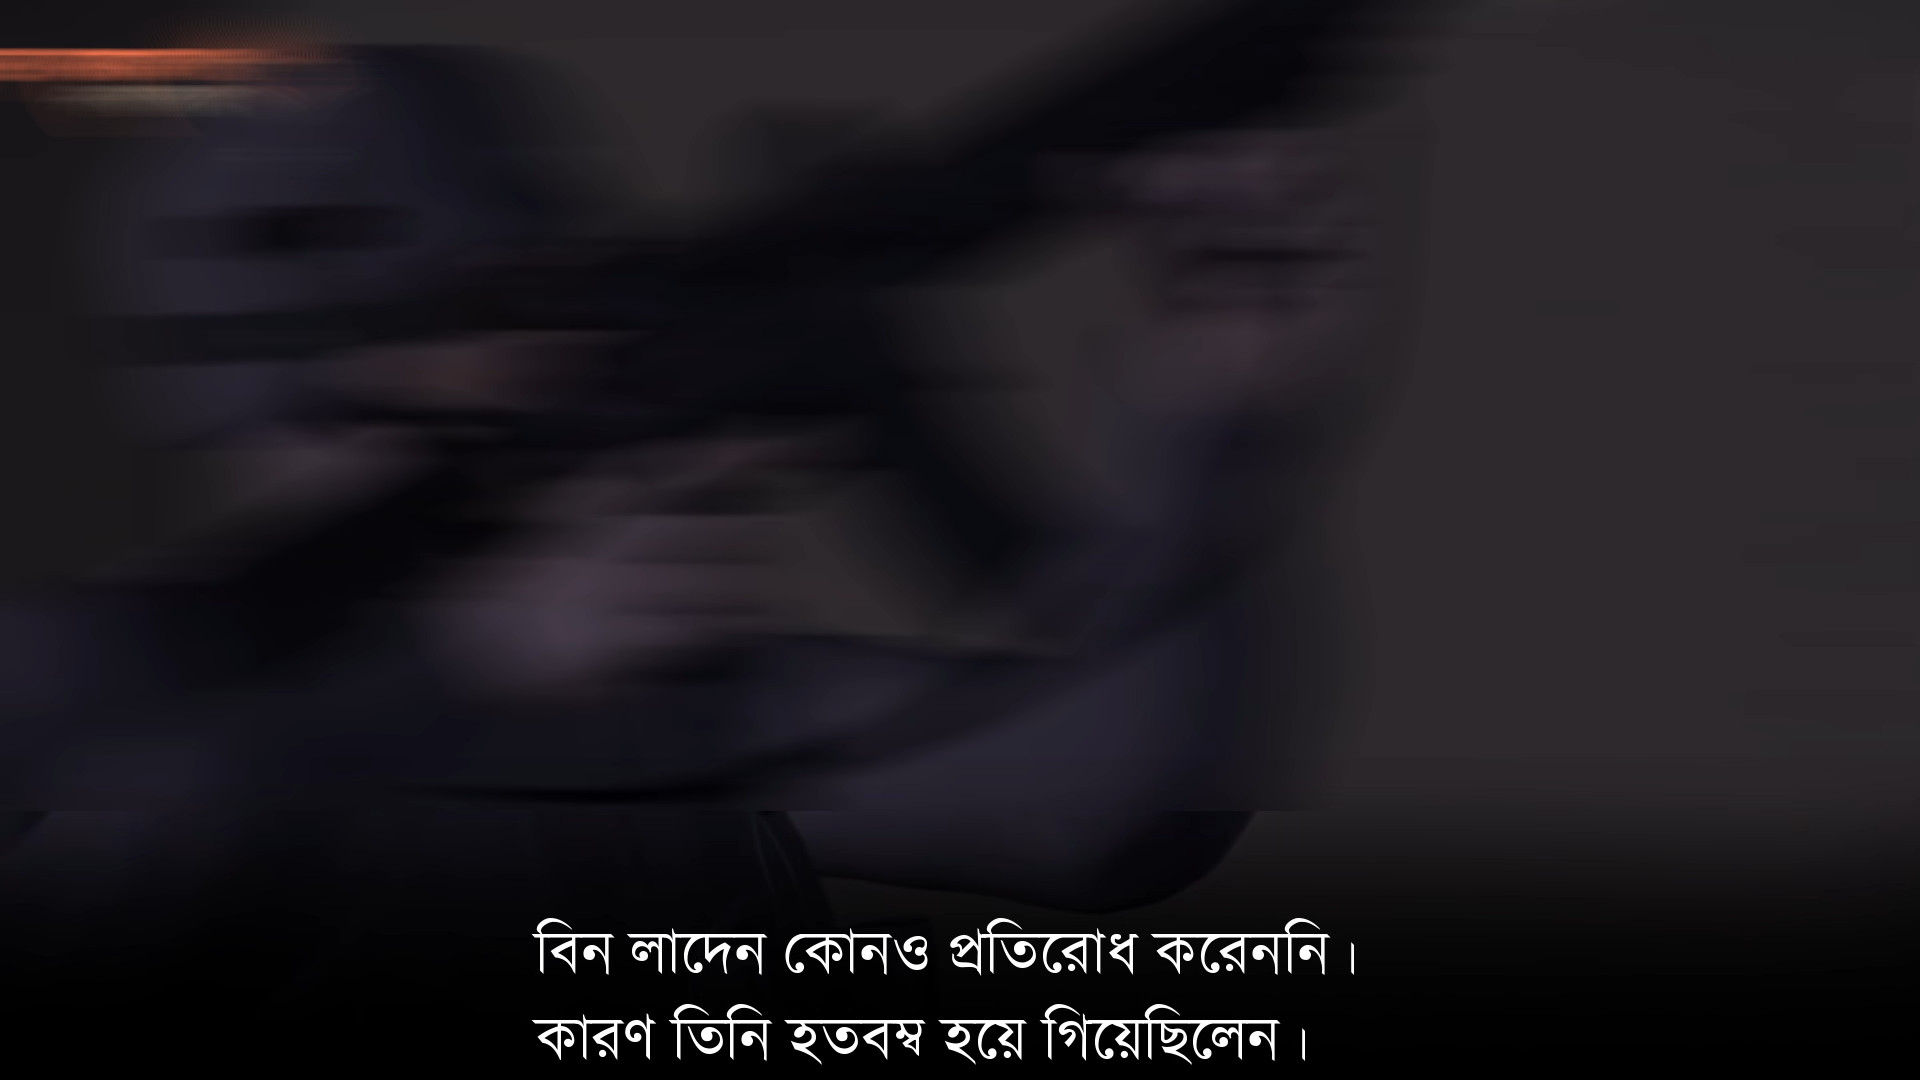 বিন লাদেন কোনও প্রতিরোধ করেননি।
কারণ তিনি হতবম্ব হয়ে গিয়েছিলেন।